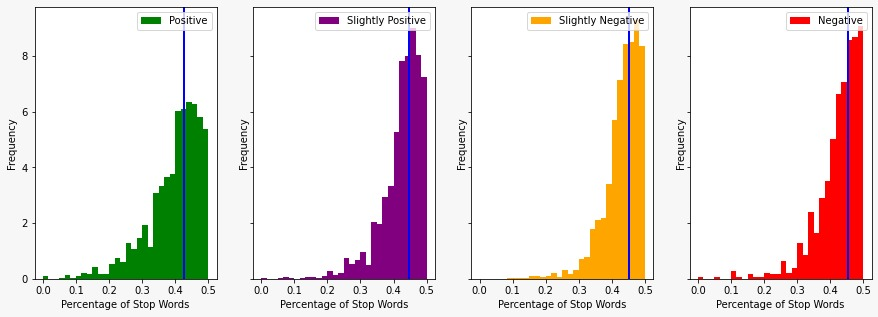 Positive
Slightly Positive
Slightly Negative
Negative
8
6
4
2
0
Frequency
Frequency
Frequency
Frequency
0.0 0.1 0.2 0.3 0.4 0.5
0.0 0.1 0.2 0.3 0.4 0.5
0.0 0.1 0.2 0.3 0.4 0.5
0.0 0.1 0.2 0.3 0.4 0.5
Percentage of Stop Words
Percentage of Stop Words
Percentage of Stop Words
Percentage of Stop Words